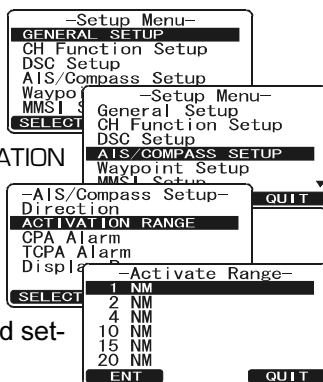 –Setup Menu–
GENERAL SETUP
CH Function Setup
DSC Setup
AIS/Compass Setup
MMSI
SELECT
–Setup Menu–
General Setup
CH Function Setup
DSC Setup
AIS/COMPASS SETUP
Waypoint Setup
MMSI Setup
QUIT
ATION
–AIS/Compass Setup–
Direction
ACTIVATION RANGE
CPA Alarm
TCPA Alarm
SELECT
–Activate Range–
1 NM
2 NM
4 NM
10 NM
15 NM
20 NM
ENT QUIT
d set-